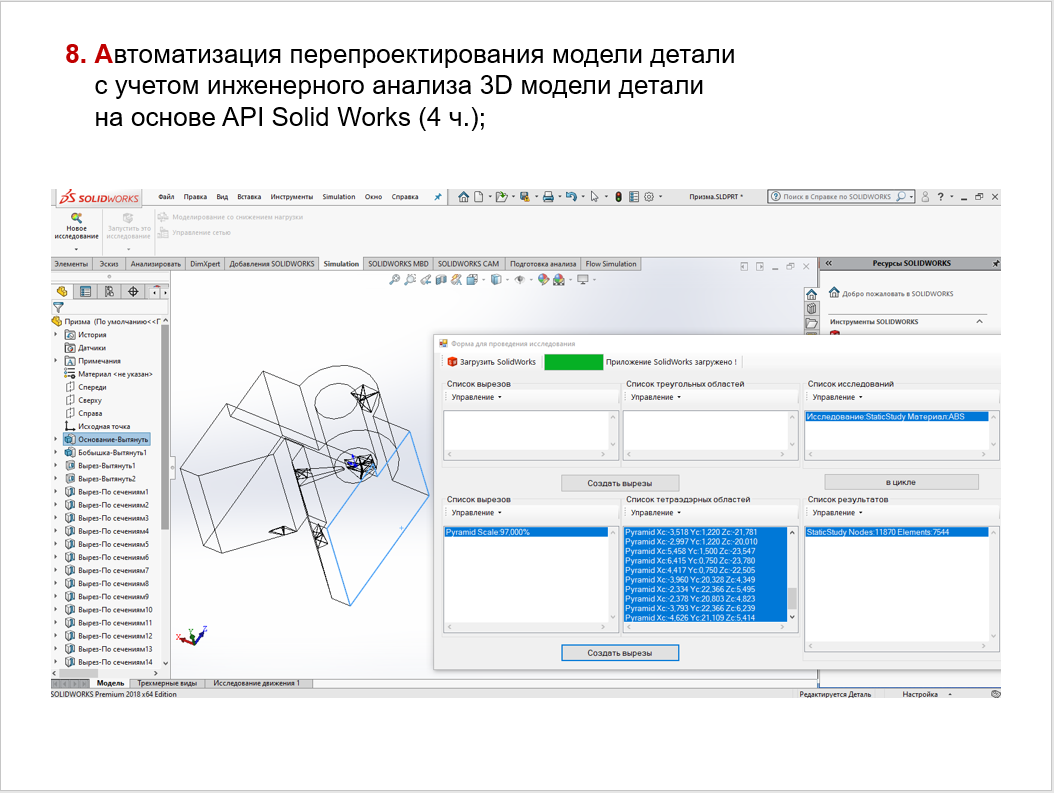 8. Автоматизация перепроектирования модели детали
с учетом инженерного анализа 3D модели детали
на основе API Solid Works (4 ч.);
SOLIDWORKS
Файл Правка Вид Вставка Инструменты Simulation Окно Справка
Призма.SLDPRT *
Поиск в Справке по SOLIDWORKS
Новое исследование
Запустить это исследование
Моделирование со снижением нагрузки
Управление сетью
Элементы Эскиз Анализировать DimXpert Добавления SOLIDWORKS Simulation SOLIDWORKS MBD SOLIDWORKS CAM Подготовка анализа Flow Simulation
Ресурсы SOLIDWORKS
Добро пожаловать в SOLIDWORKS
Инструменты SOLIDWORKS
Призма (По умолчанию<<Г
История
Датчики
Примечания
Материал <не указан>
Спереди
Сверху
Справа
Исходная точка
Основание-Вытянуть
Бобышка-Вытянуть1
Вырез-Вытянуть1
Вырез-Вытянуть2
Вырез-По сечениям1
Вырез-По сечениям2
Вырез-По сечениям3
Вырез-По сечениям4
Вырез-По сечениям5
Вырез-По сечениям6
Вырез-По сечениям7
Вырез-По сечениям8
Вырез-По сечениям9
Вырез-По сечениям10
Вырез-По сечениям11
Вырез-По сечениям12
Вырез-По сечениям13
Вырез-По сечениям14
Форма для проведения исследования
Загрузить SolidWorks Приложение SolidWorks загружено !
Список вырезов Список треугольных областей Список исследований
Управление Управление Управление
Исследование:StaticStudy Материал:ABS
Создать вырезы в цикле
Список вырезов Список тетраэдрных областей Список результатов
Управление Управление Управление
Pyramid Scale:97,000%
Pyramid Xc:-3,518 Yc:1,220 Zc:-21,781
Pyramid Xc:-2,997 Yc:1,220 Zc:-20,010
Pyramid Xc:5,458 Yc:1,500 Zc:-23,547
Pyramid Xc:6,415 Yc:0,750 Zc:-23,780
Pyramid Xc:4,417 Yc:0,750 Zc:-22,505
Pyramid Xc:-3,960 Yc:20,328 Zc:4,349
Pyramid Xc:-2,334 Yc:22,366 Zc:5,495
Pyramid Xc:-2,378 Yc:20,803 Zc:4,823
Pyramid Xc:-3,793 Yc:22,366 Zc:6,239
Pyramid Xc:-4,626 Yc:21,109 Zc:5,414
StaticStudy Nodes:11870 Elements:7544
Создать вырезы
X Y Z
Модель Трехмерные виды Исследование движения 1
SOLIDWORKS Premium 2018 x64 Edition
Редактируется Деталь Настройка